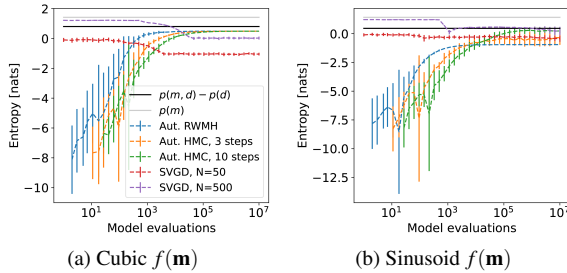 2
0
−2
−4
−6
−8
−10
Entropy [nats]
p(m, d) − p(d)
p(m)
Aut. RWMH
Aut. HMC, 3 steps
Aut. HMC, 10 steps
SVGD, N=50
SVGD, N=500
10¹ 10³ 10⁵ 10⁷
Model evaluations
(a) Cubic f(m)
2.5
0.0
−2.5
−5.0
−7.5
−10.0
−12.5
Entropy [nats]
10¹ 10³ 10⁵ 10⁷
Model evaluations
(b) Sinusoid f(m)